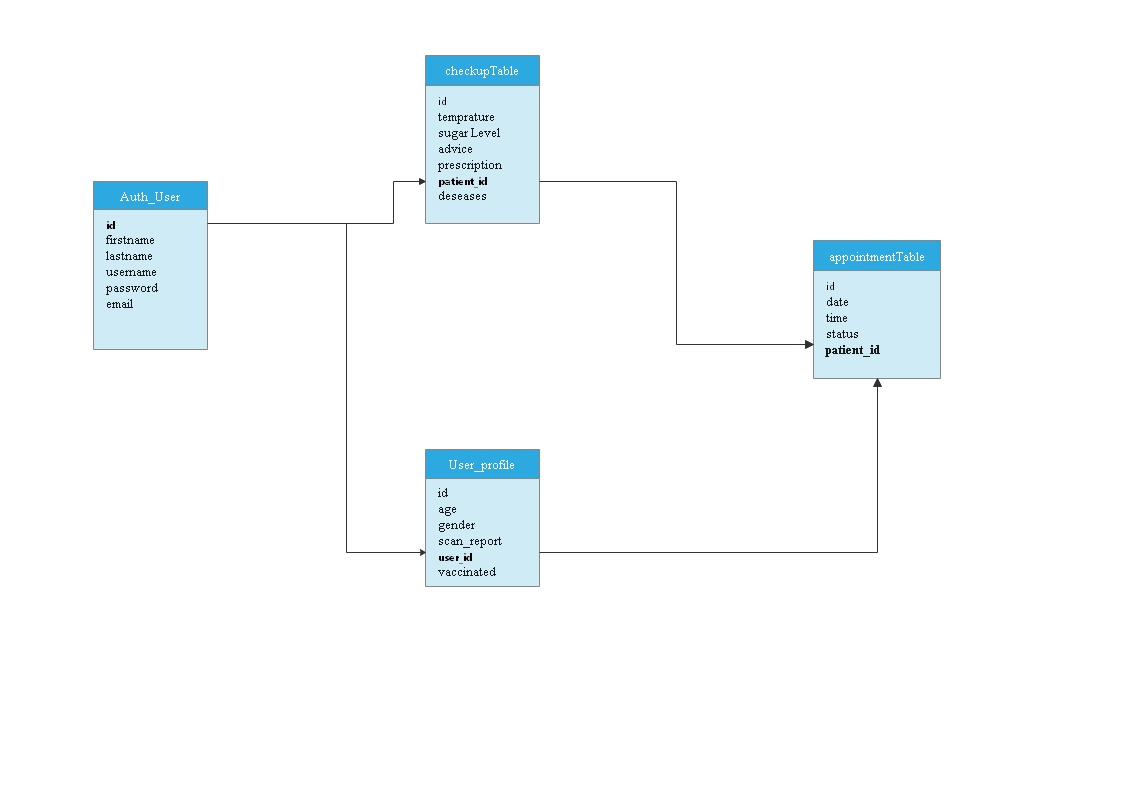 checkupTable
id
temprature
sugar Level
advice
prescription
patient_id
deseases
Auth_User
id
firstname
lastname
username
password
email
appointmentTable
id
date
time
status
patient_id
User_profile
id
age
gender
scan_report
user_id
vaccinated